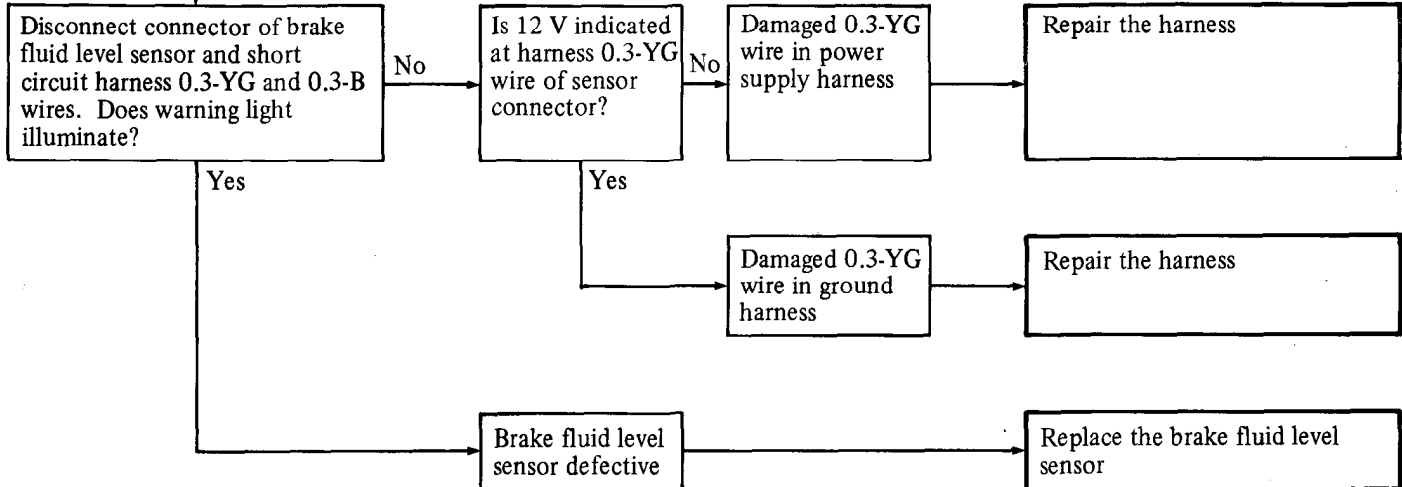 Disconnect connector of brake
fluid level sensor and short
circuit harness 0.3-YG and 0.3-B
wires. Does warning light
illuminate?
No
Is 12 V indicated
at harness 0.3-YG
wire of sensor
connector?
No
Damaged 0.3-YG
wire in power
supply harness
Repair the harness
Yes
Yes
Damaged 0.3-YG
wire in ground
harness
Repair the harness
Brake fluid level
sensor defective
Replace the brake fluid level
sensor